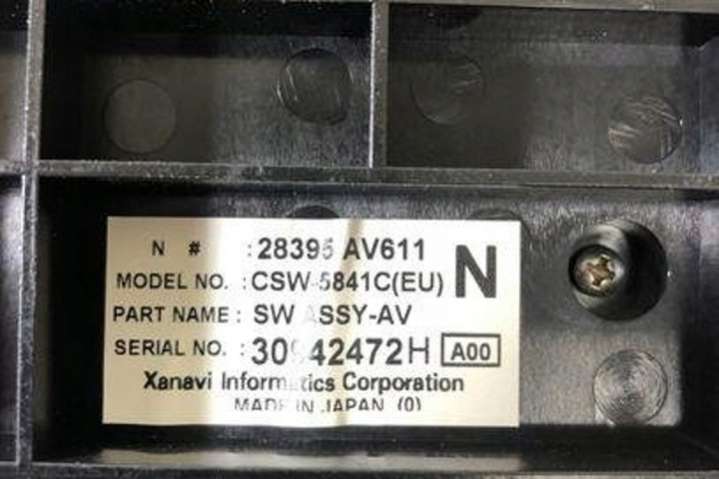 N # : 28395 AV611 N
MODEL NO. : CSW-5841C(EU)
PART NAME : SW ASSY-AV
SERIAL NO. : A00
Xanavi Informatics Corporation
MADE IN JAPAN (0)